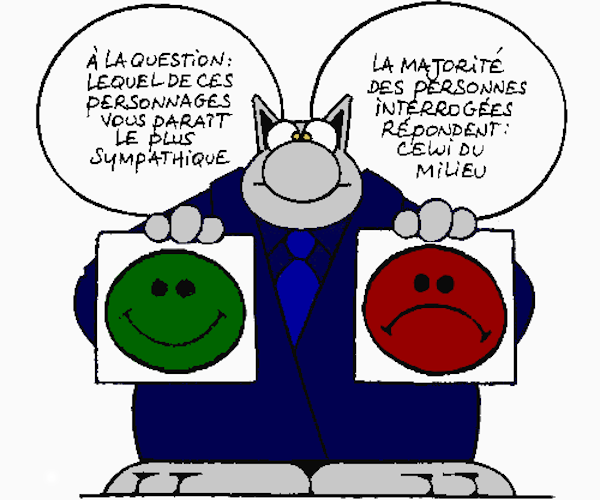 À LA QUESTION:
LEQUEL DE CES
PERSONNAGES
VOUS PARAÎT
LE PLUS
SYMPATHIQUE
LA MAJORITÉ
DES PERSONNES
INTERROGÉES
RÉPONDENT:
CELUI DU
MILIEU